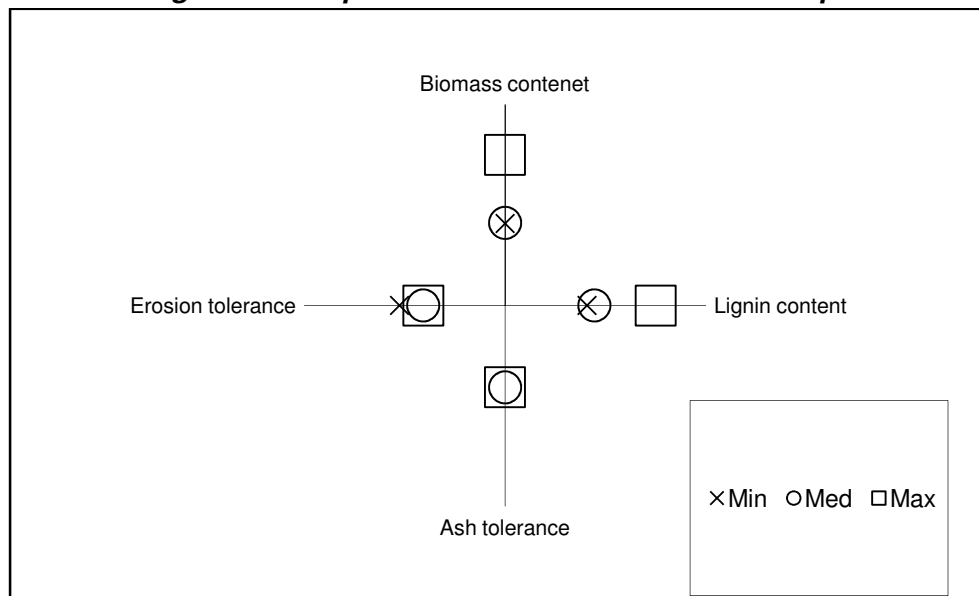 Biomass contenet
Erosion tolerance
Lignin content
Ash tolerance
Min Med Max